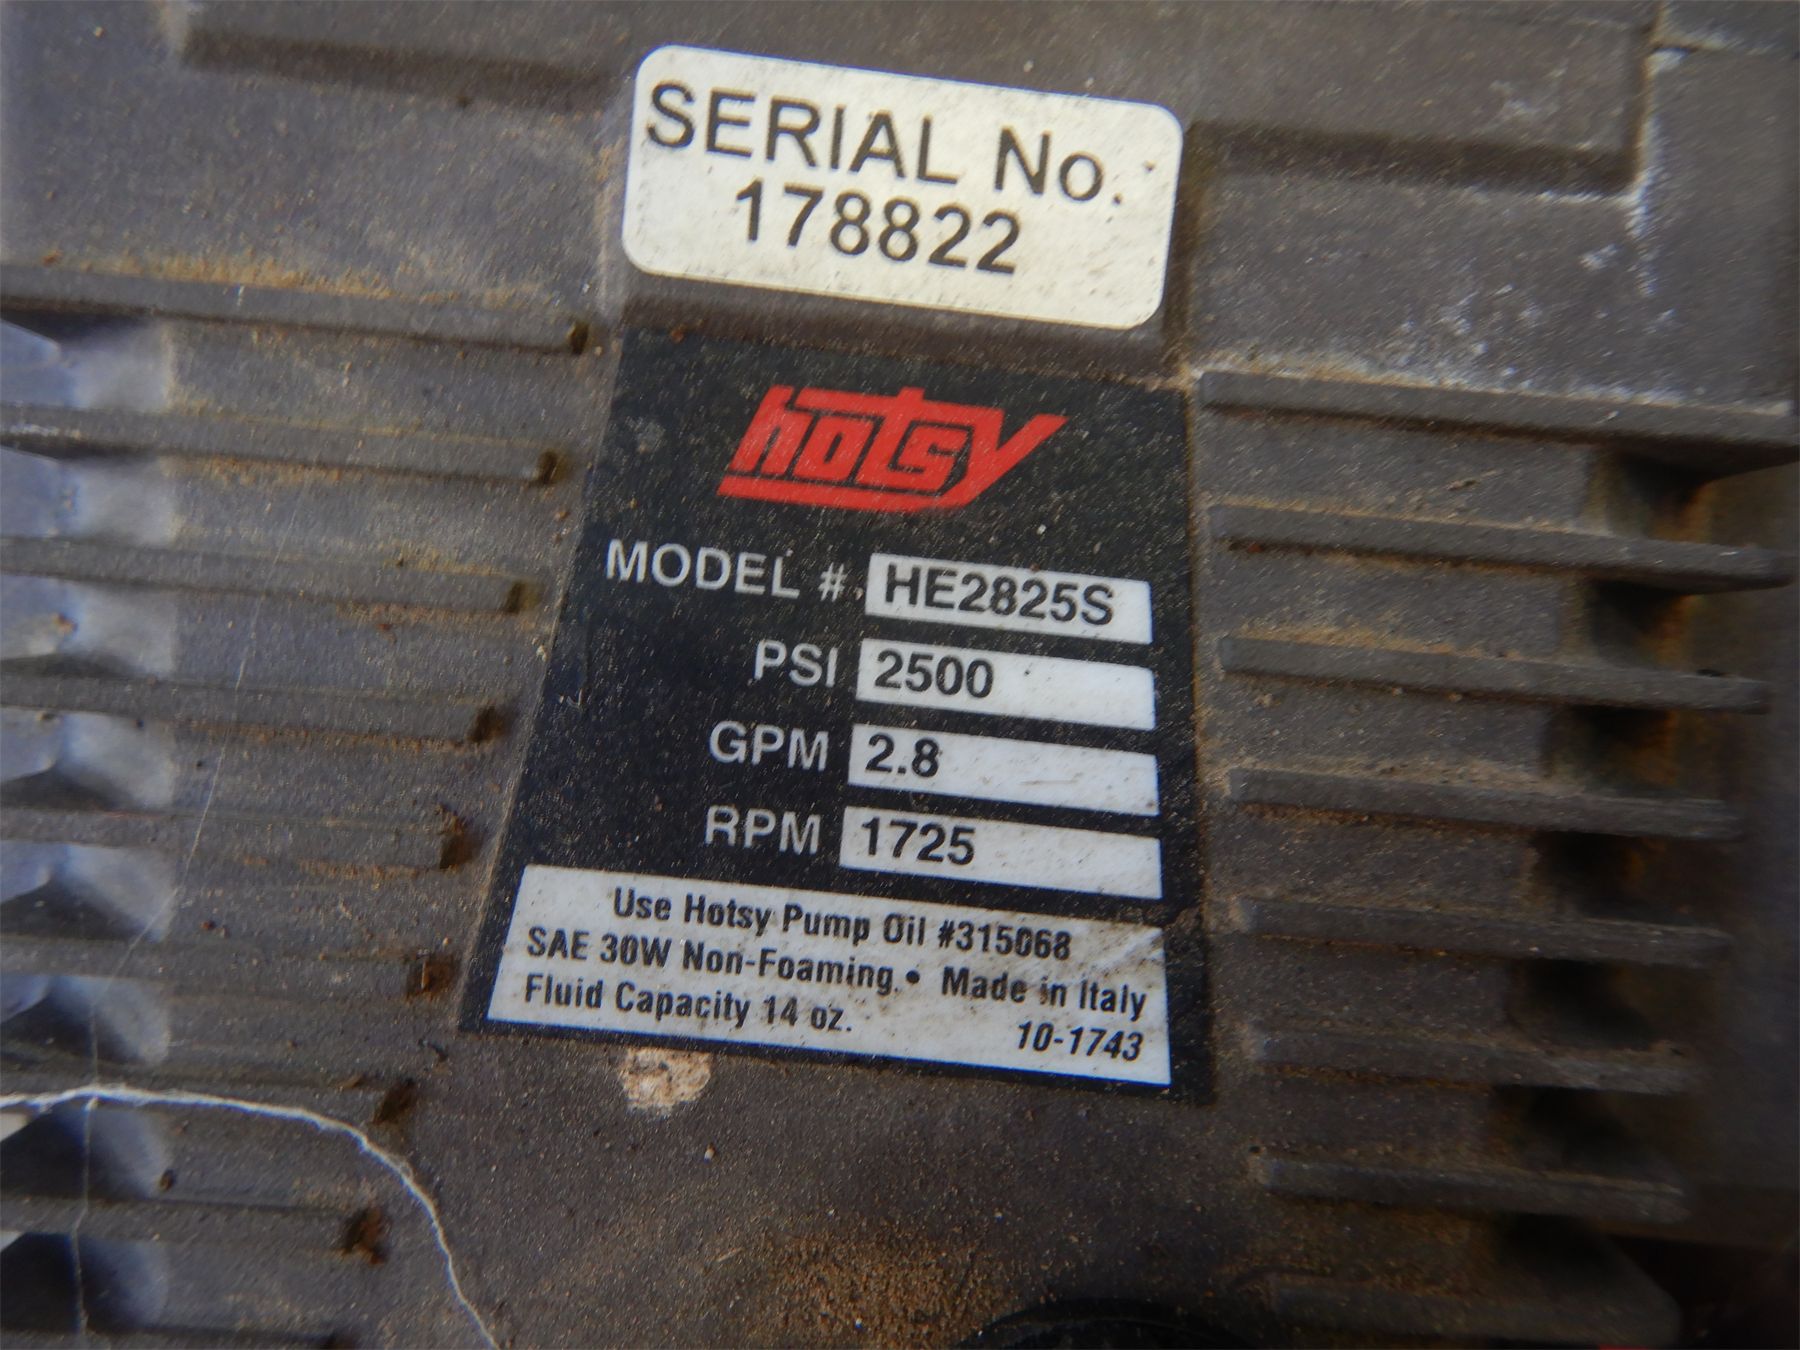 SERIAL No.
178822
hotsy
MODEL # HE2825S
PSI 2500
GPM 2.8
RPM 1725
Use Hotsy Pump Oil #315068
SAE 30W Non-Foaming. • Made in Italy
Fluid Capacity 14 oz. 10-1743